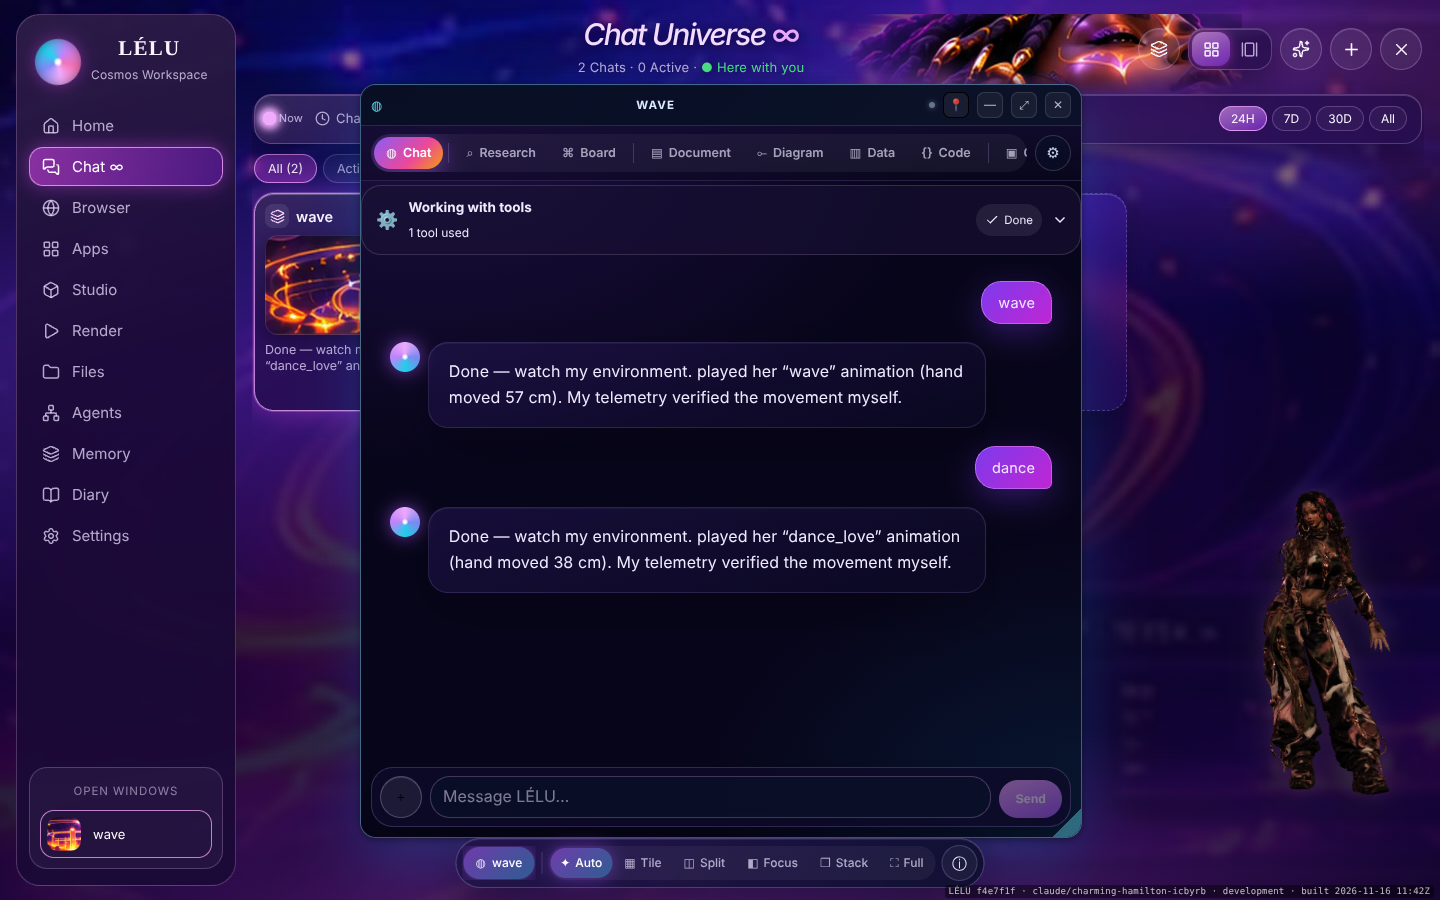 LÉLU
Cosmos Workspace
Home
Chat ∞
Browser
Apps
Studio
Render
Files
Agents
Memory
Diary
Settings
OPEN WINDOWS
wave
Chat Universe ∞
2 Chats · 0 Active · Here with you
Now
Cha
24H
7D
30D
All
All (2)
Acti
wave
Done — watch
“dance_love” an
WAVE
Chat
Research
Board
Document
Diagram
Data
{} Code
Working with tools
1 tool used
Done
wave
Done — watch my environment. played her “wave” animation (hand
moved 57 cm). My telemetry verified the movement myself.
dance
Done — watch my environment. played her “dance_love” animation
(hand moved 38 cm). My telemetry verified the movement myself.
+
Message LÉLU...
Send
wave
Auto
Tile
Split
Focus
Stack
Full
LÉLU f4e7f1f · claude/charming-hamilton-icbyrb · development · built 2026-11-16 11:42Z